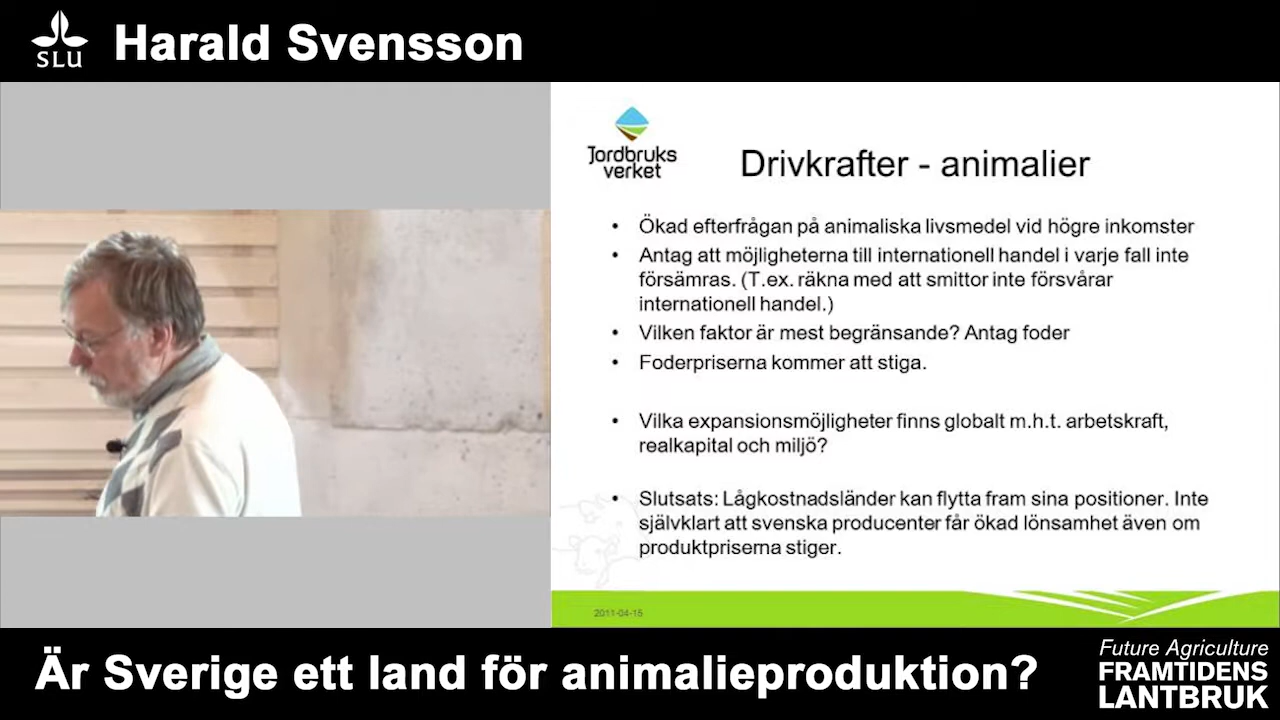 SLU
Harald Svensson
Jordbruks
verket
Drivkrafter - animalier
• Ökad efterfrågan på animaliska livsmedel vid högre inkomster
• Antag att möjligheterna till internationell handel i varje fall inte
försämras. (T.ex. räkna med att smittor inte försvårar
internationell handel.)
• Vilken faktor är mest begränsande? Antag foder
• Foderpriserna kommer att stiga.
• Vilka expansionsmöjligheter finns globalt m.h.t. arbetskraft,
realkapital och miljö?
• Slutsats: Lågkostnadsländer kan flytta fram sina positioner. Inte
självklart att svenska producenter får ökad lönsamhet även om
produktpriserna stiger.
2011-04-15
Är Sverige ett land för animalieproduktion?
Future Agriculture
FRAMTIDENS
LANTBRUK